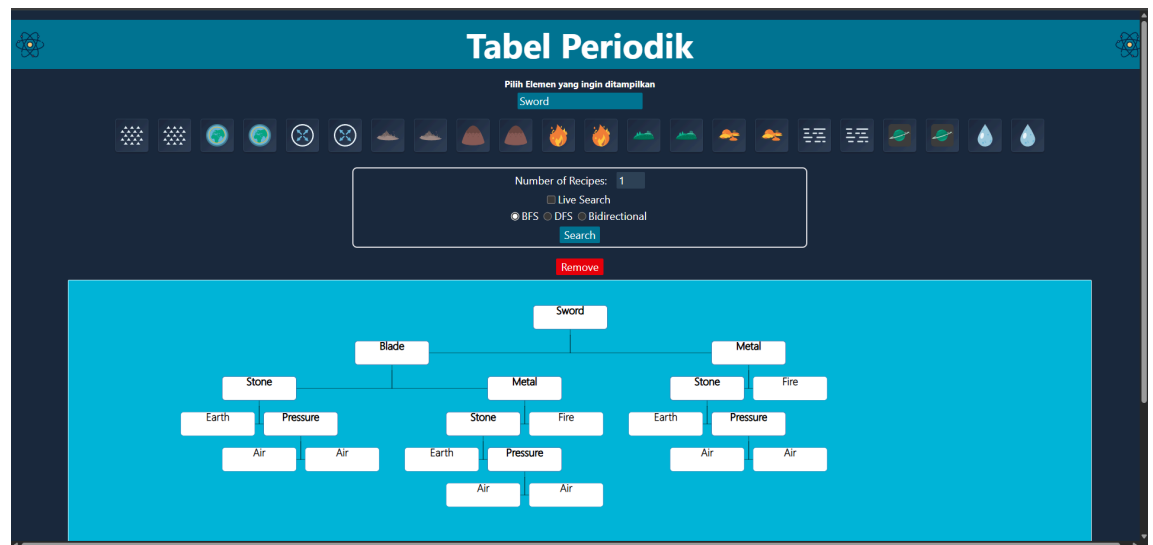 Tabel Periodik
Pilih Elemen yang ingin ditampilkan
Sword
Number of Recipes: 1
Live Search
BFS DFS Bidirectional
Search
Remove
Sword
Blade Metal
Stone Metal Stone Fire
Earth Pressure Stone Fire Earth Pressure
Air Air Earth Pressure Air Air
Air Air